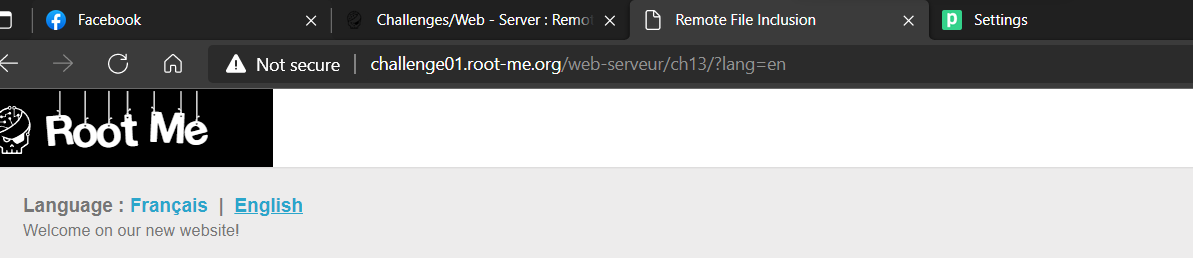 Facebook
Challenges/Web - Server : Remot
Remote File Inclusion
Settings
Not secure | challenge01.root-me.org/web-serveur/ch13/?lang=en
Root Me
Language : Français | English
Welcome on our new website!